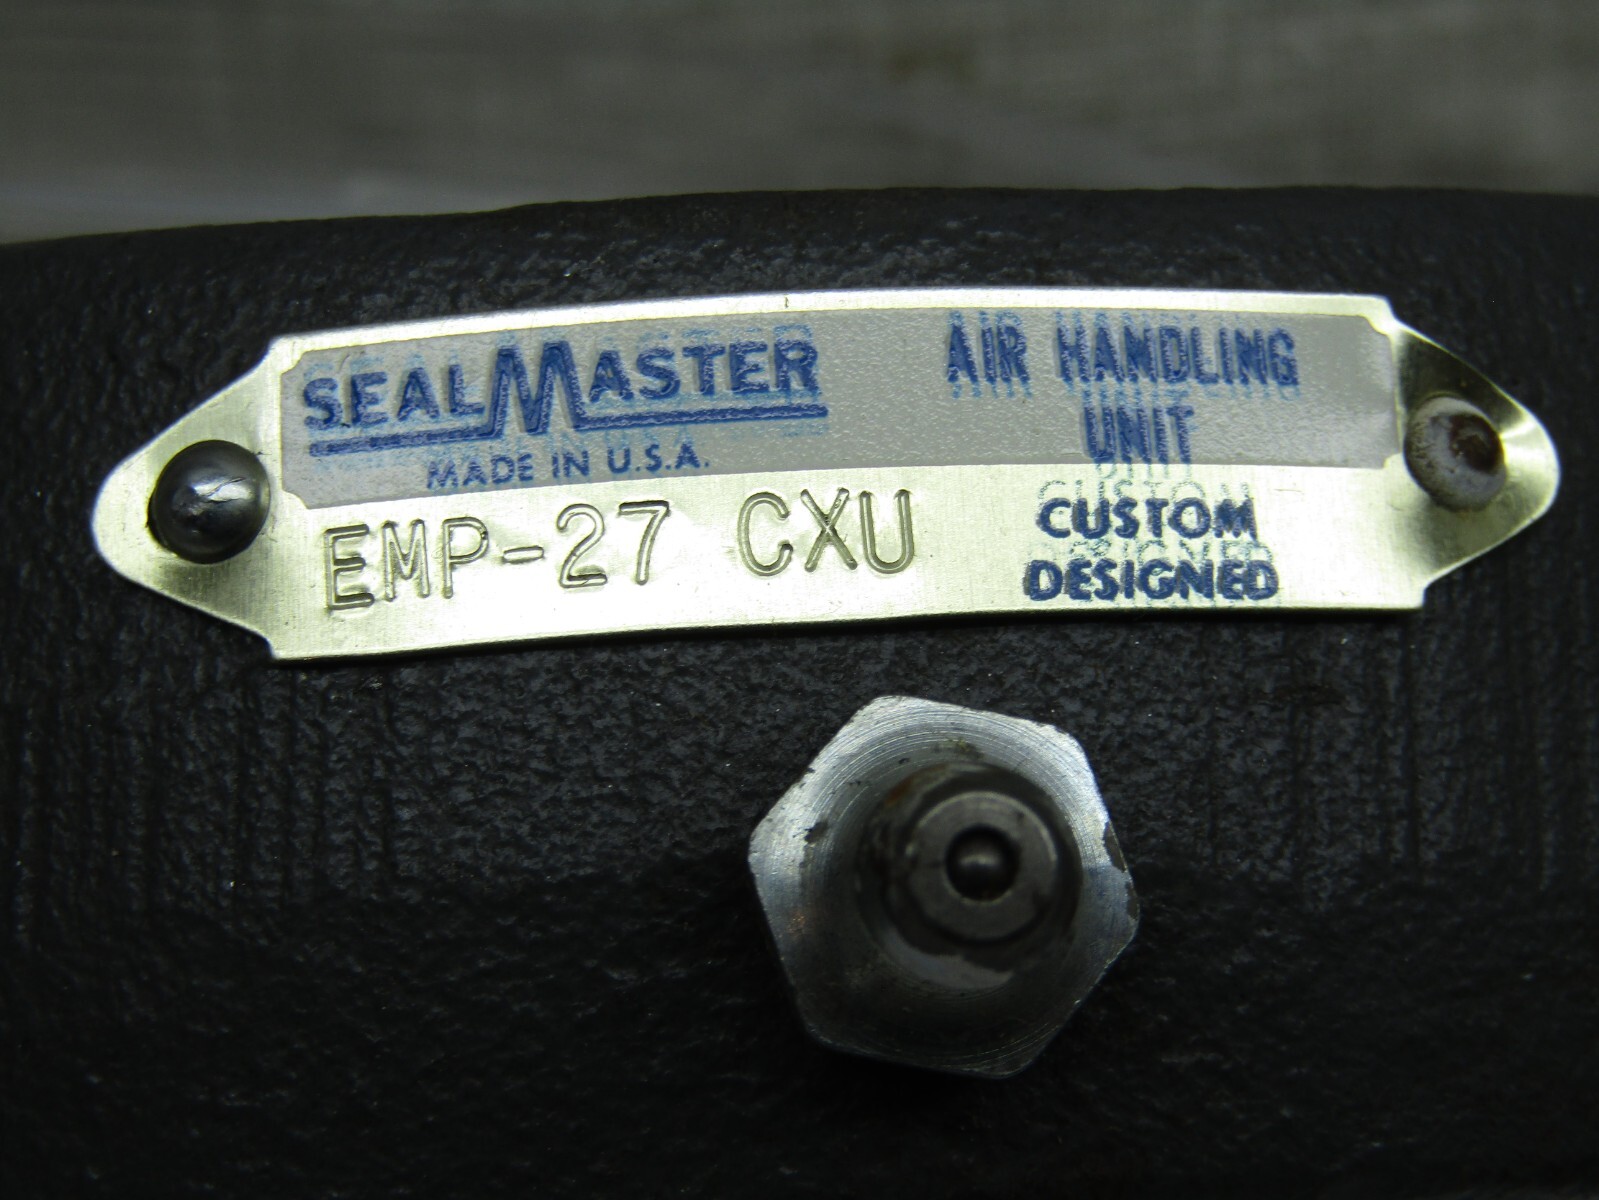 SEALMASTER
MADE IN U.S.A.
AIR HANDLING
UNIT
EMP-27 CXU
CUSTOM
DESIGNED